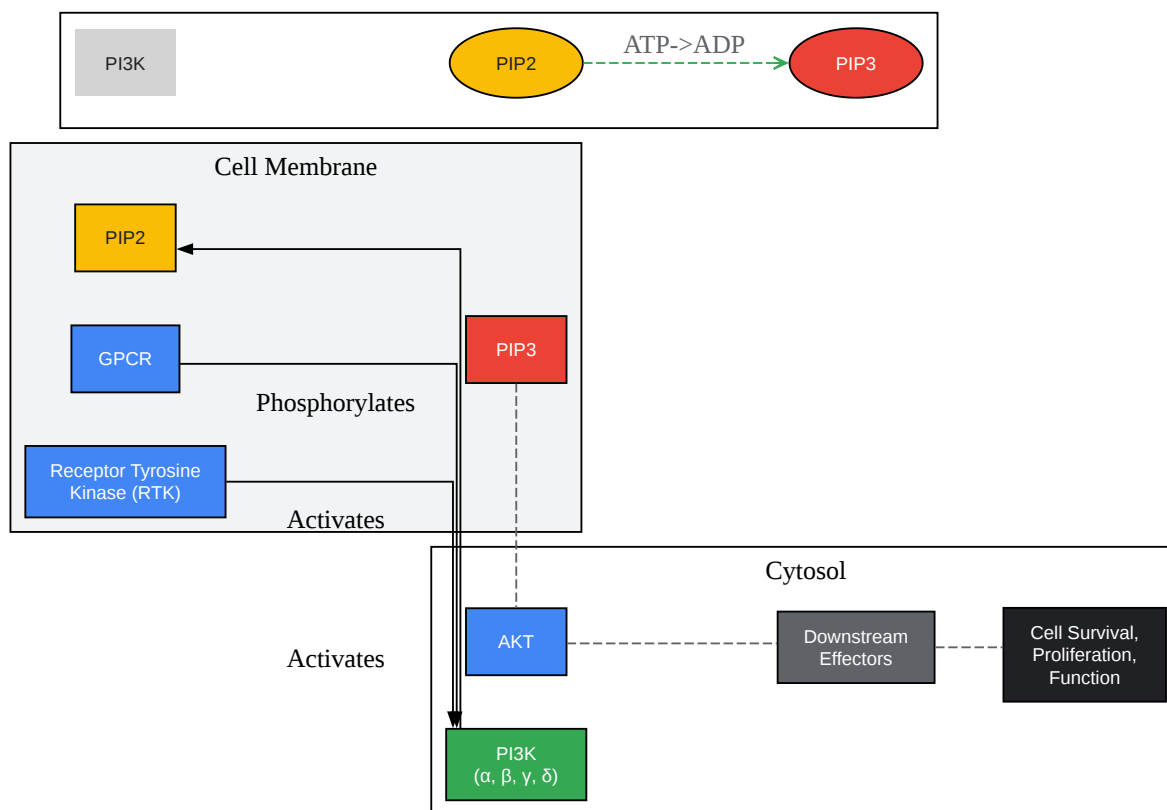 PI3K
PIP2
ATP->ADP
PIP3
Cell Membrane
PIP2
GPCR
PIP3
Phosphorylates
Receptor Tyrosine
Kinase (RTK)
Activates
Cytosol
Activates
AKT
Downstream
Effectors
Cell Survival,
Proliferation,
Function
PI3K
(α, β, γ, δ)